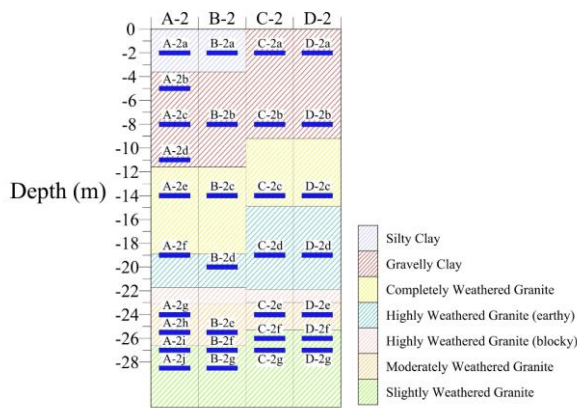 A-2 B-2 C-2 D-2
0
-2
-4
-6
-8
-10
-12
-14
-16
-18
-20
-22
-24
-26
-28
Depth (m)
A-2a B-2a C-2a D-2a
A-2b
A-2c B-2b C-2b D-2b
A-2d
A-2e B-2c C-2c D-2c
A-2f B-2d C-2d D-2d
A-2g C-2e D-2e
A-2h B-2e C-2f D-2f
A-2i B-2f C-2g D-2g
A-2j B-2g
Silty Clay
Gravelly Clay
Completely Weathered Granite
Highly Weathered Granite (earthy)
Highly Weathered Granite (blocky)
Moderately Weathered Granite
Slightly Weathered Granite